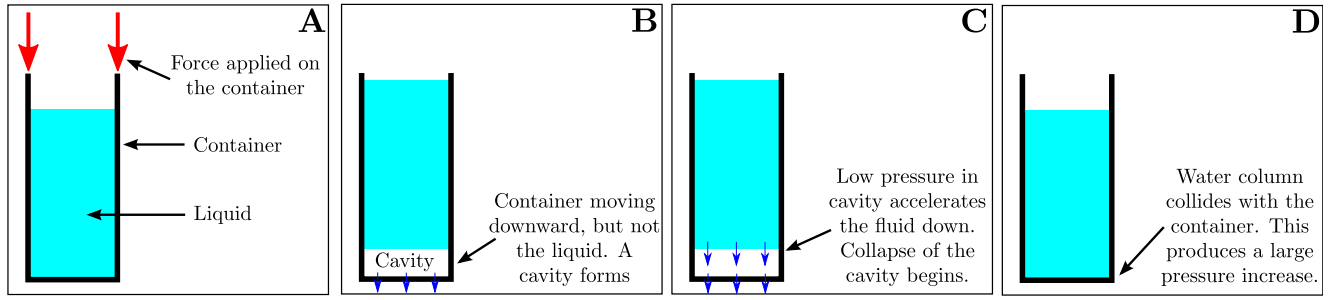 A
Force applied on
the container
Container
Liquid
B
Container moving
downward, but not
the liquid. A
cavity forms
Cavity
C
Low pressure in
cavity accelerates
the fluid down.
Collapse of the
cavity begins.
D
Water column
collides with the
container. This
produces a large
pressure increase.